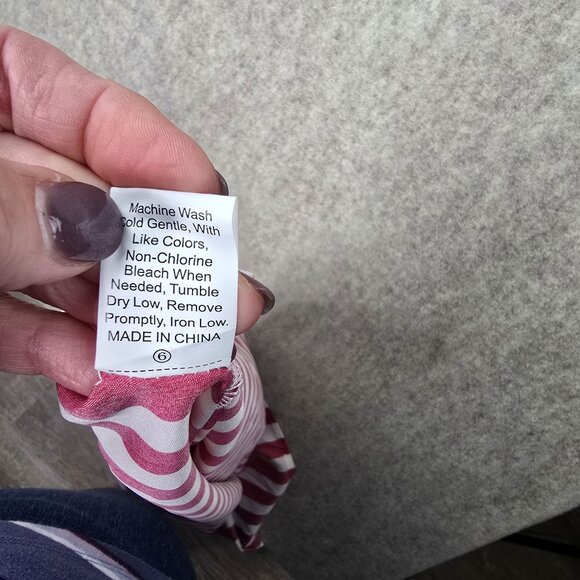 Machine Wash
Cold Gentle, With
Like Colors,
Non-Chlorine
Bleach When
Needed, Tumble
Dry Low, Remove
Promptly, Iron Low.
MADE IN CHINA
⑥